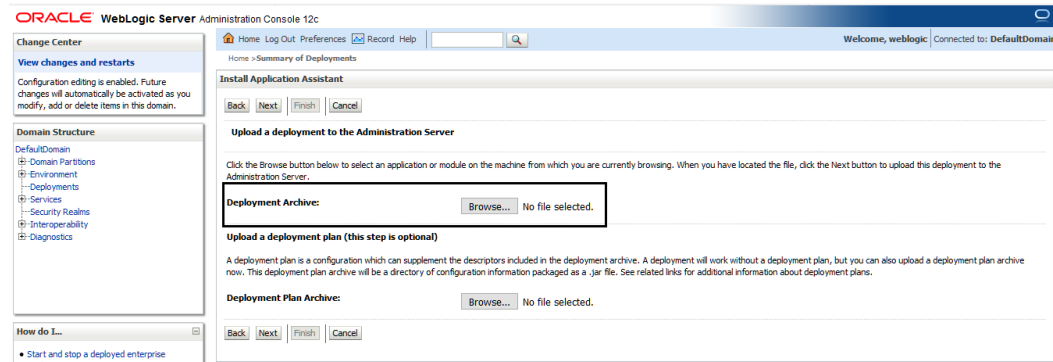 ORACLE WebLogic Server Administration Console 12c
Change Center
View changes and restarts
Configuration editing is enabled. Future
changes will automatically be activated as you
modify, add or delete items in this domain.
Domain Structure
DefaultDomain
Domain Partitions
Environment
Deployments
Services
Security Realms
Interoperability
Diagnostics
How do I...
Start and stop a deployed enterprise
Home Log Out Preferences Record Help
Welcome, weblogic Connected to: DefaultDomain
Home >Summary of Deployments
Install Application Assistant
Back Next Finish Cancel
Upload a deployment to the Administration Server
Click the Browse button below to select an application or module on the machine from which you are currently browsing. When you have located the file, click the Next button to upload this deployment to the
Administration Server.
Deployment Archive: Browse... No file selected.
Upload a deployment plan (this step is optional)
A deployment plan is a configuration which can supplement the descriptors included in the deployment archive. A deployment will work without a deployment plan, but you can also upload a deployment plan archive
now. This deployment plan archive will be a directory of configuration information packaged as a .jar file. See related links for additional information about deployment plans.
Deployment Plan Archive: Browse... No file selected.
Back Next Finish Cancel